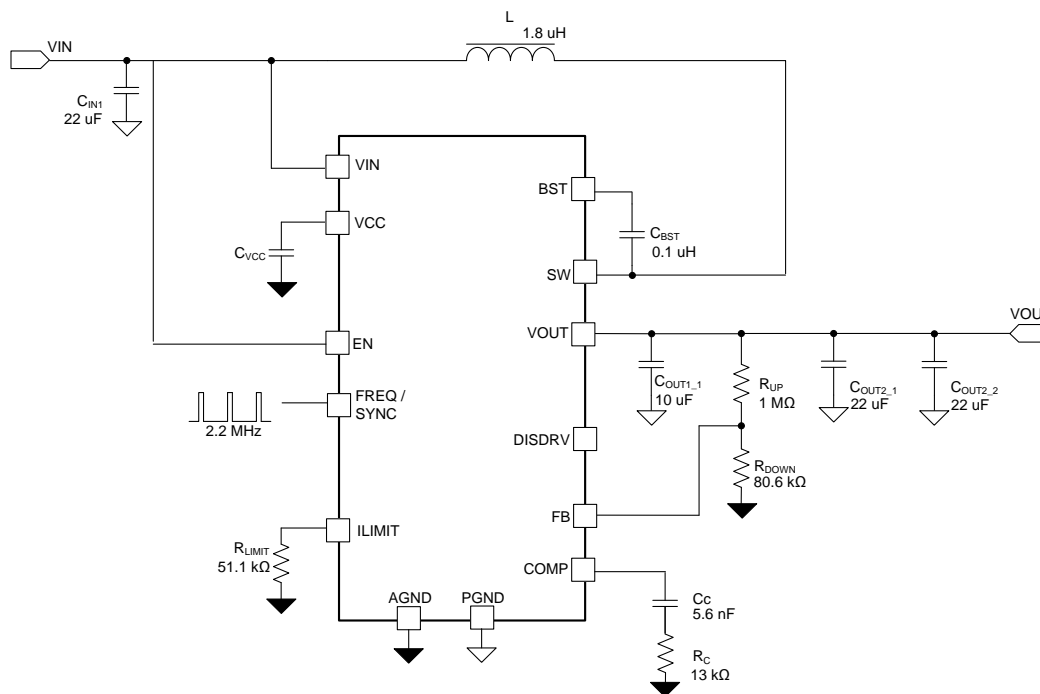 L
1.8 uH
VIN
C_IN1
22 uF
VIN
BST
VCC
C_VCC
C_BST
0.1 uH
SW
VOU
VOUT
EN
FREQ /
SYNC
2.2 MHz
C_OUT1_1
10 uF
R_UP
1 MΩ
C_OUT2_1
22 uF
C_OUT2_2
22 uF
DISDRV
R_DOWN
80.6 kΩ
FB
ILIMIT
R_LIMIT
51.1 kΩ
COMP
AGND
PGND
Cc
5.6 nF
R_C
13 kΩ